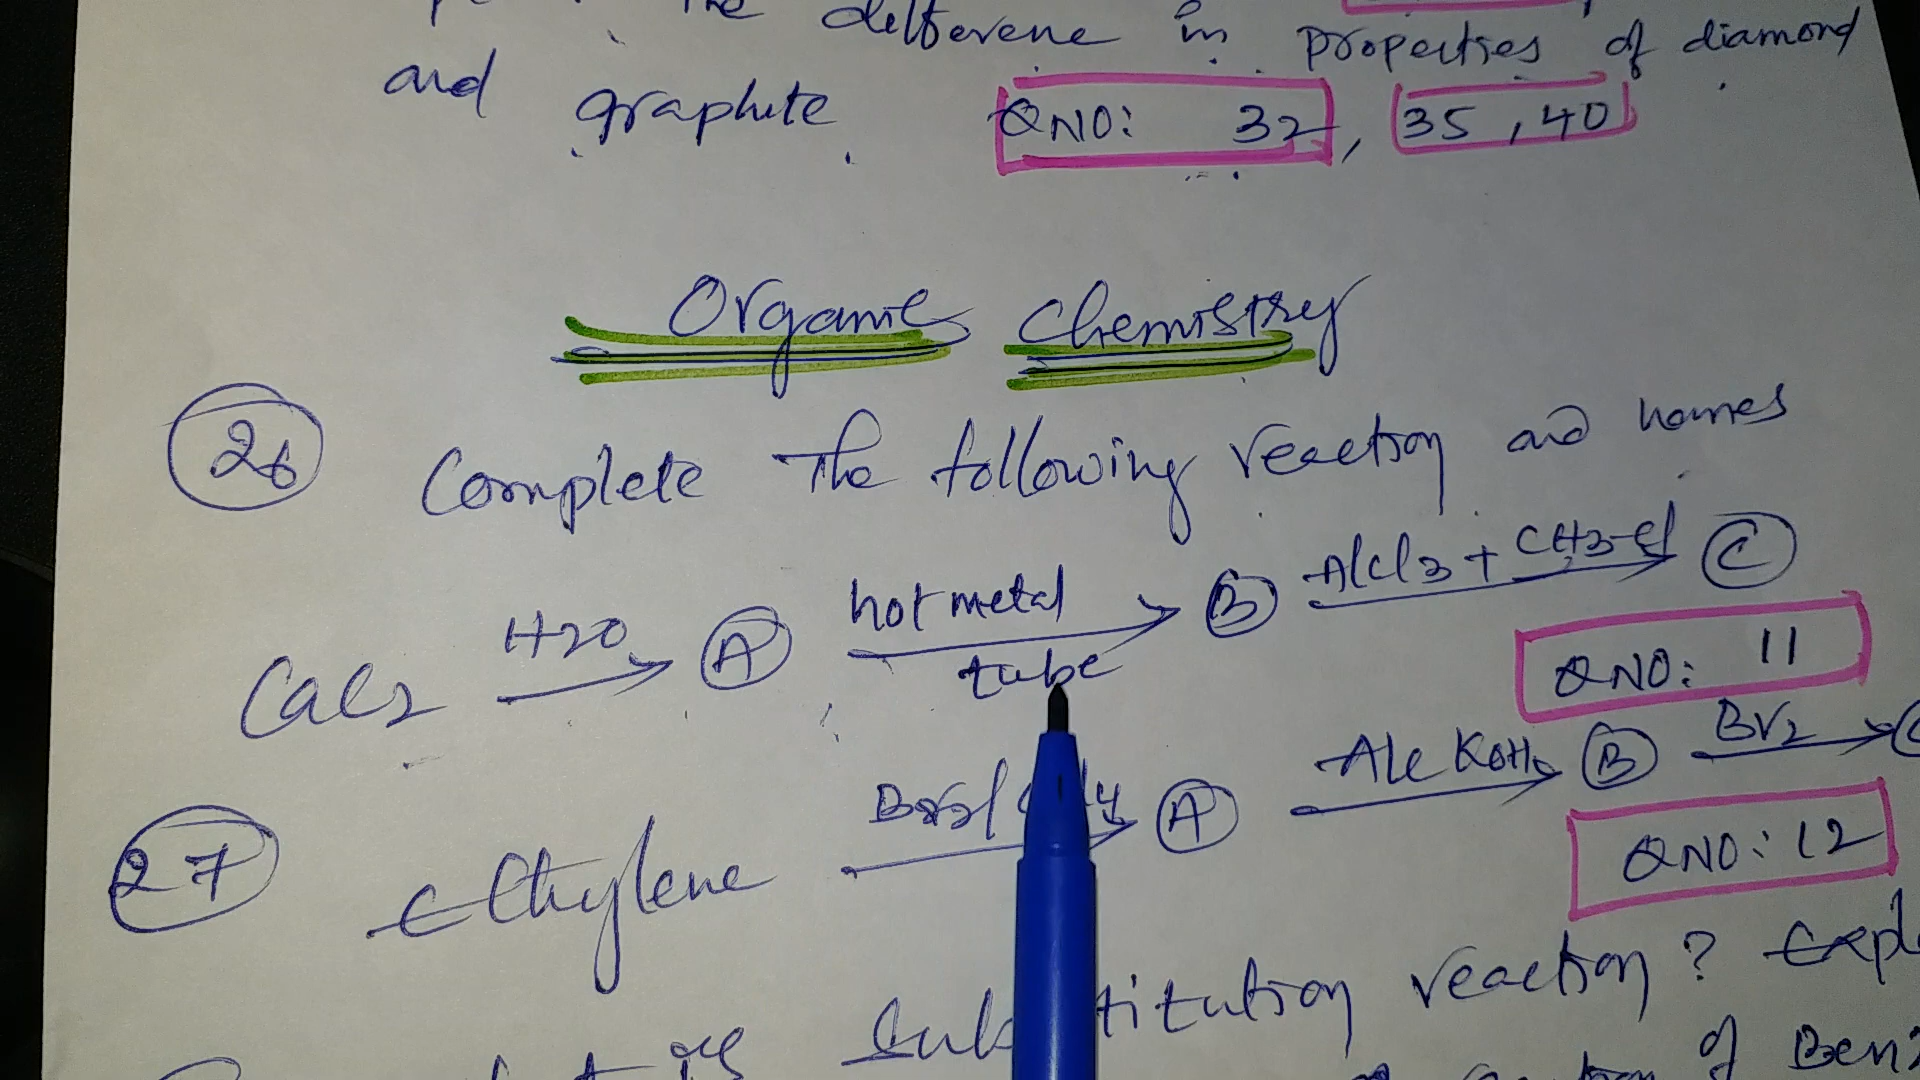 The differene in properties of diamond
and graphite QNO: 32, 35, 40
Organic Chemistry
26 Complete The following reaction and names
CaC2 H2O A hot metal tube B AlCl3 + CH3-Cl C
QNO: 11
27 Ethylene A Alc KOH B Br2 C
QNO: 12
reaction?
of